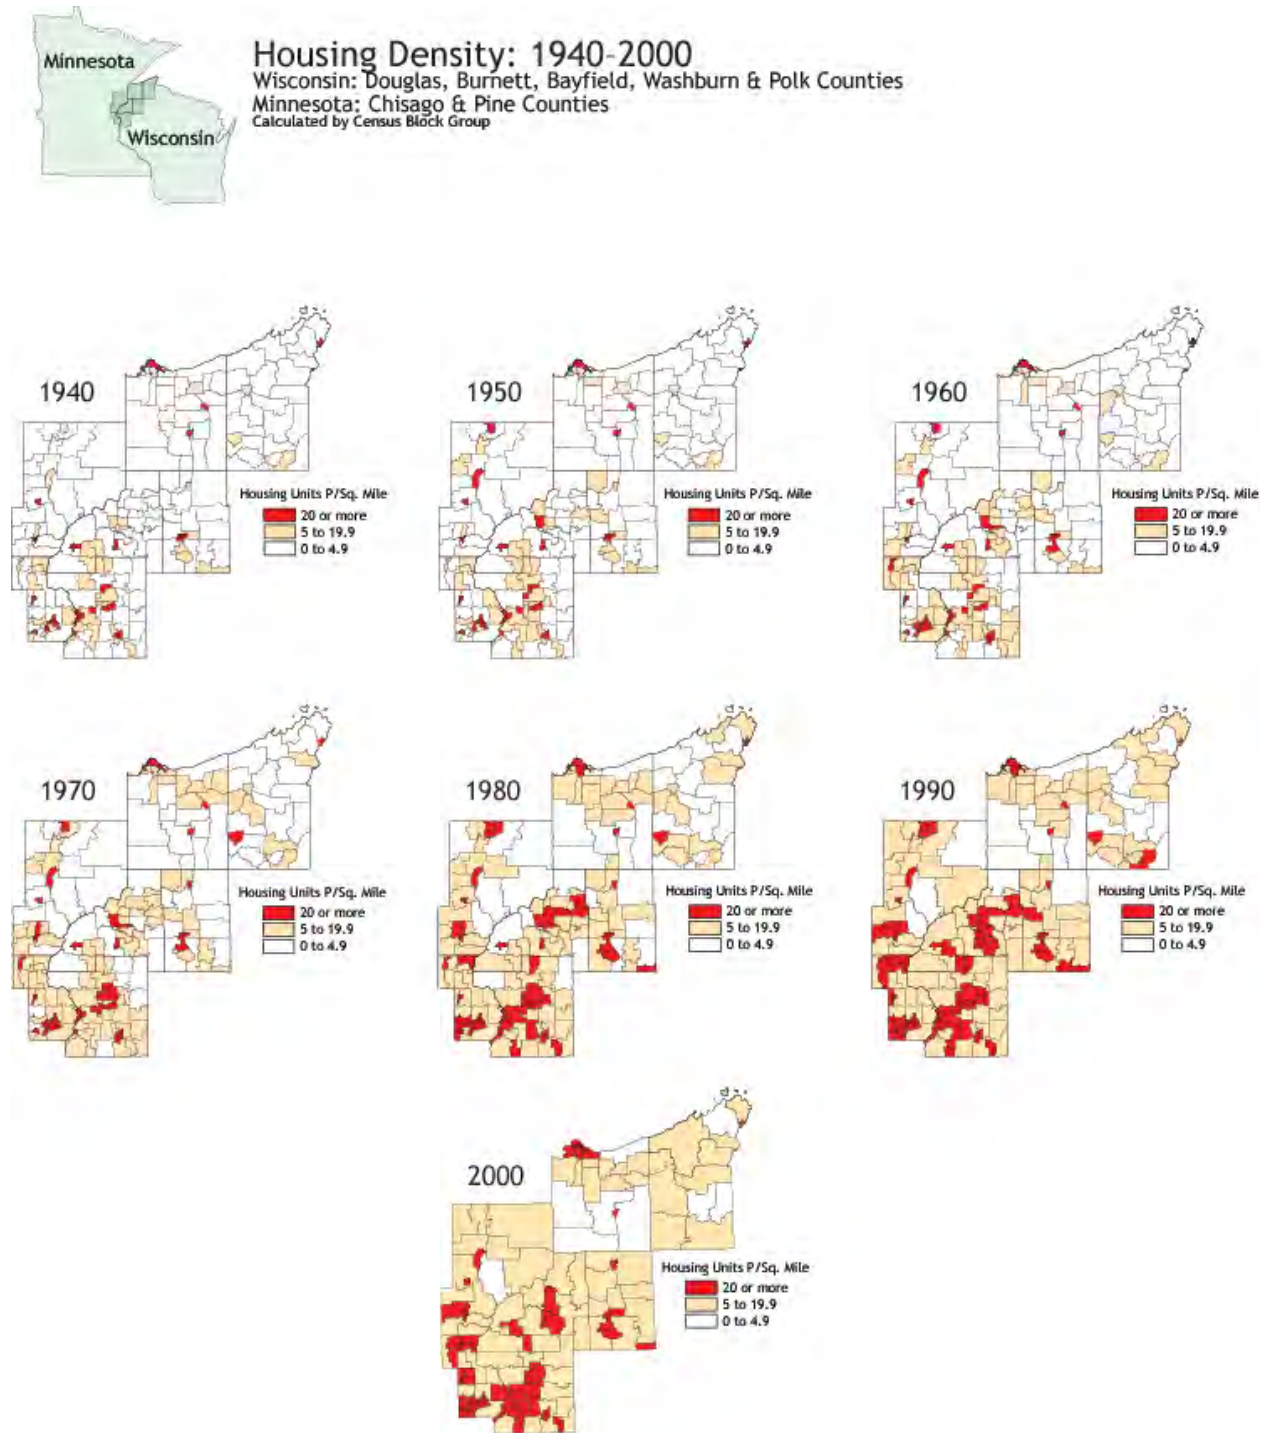 Minnesota
Wisconsin
Housing Density: 1940-2000
Wisconsin: Douglas, Burnett, Bayfield, Washburn & Polk Counties
Minnesota: Chisago & Pine Counties
Calculated by Census Block Group
1940
Housing Units P/Sq. Mile
20 or more
5 to 19.9
0 to 4.9
1950
Housing Units P/Sq. Mile
20 or more
5 to 19.9
0 to 4.9
1960
Housing Units P/Sq. Mile
20 or more
5 to 19.9
0 to 4.9
1970
Housing Units P/Sq. Mile
20 or more
5 to 19.9
0 to 4.9
1980
Housing Units P/Sq. Mile
20 or more
5 to 19.9
0 to 4.9
1990
Housing Units P/Sq. Mile
20 or more
5 to 19.9
0 to 4.9
2000
Housing Units P/Sq. Mile
20 or more
5 to 19.9
0 to 4.9